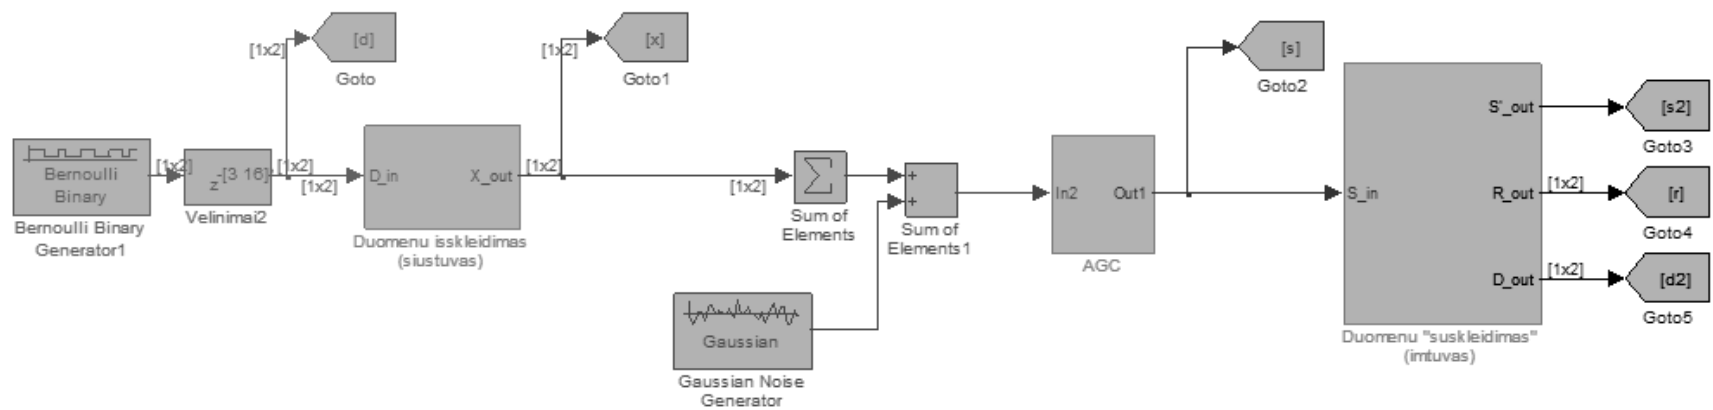 [1x2]
[d]
Goto
[1x2]
[x]
Goto1
[s]
Goto2
Bernoulli
Binary
Bernoulli Binary
Generator1
[1x2]
z-[3 16]
Velinimai2
[1x2]
[1x2]
D_in
X_out
Duomenu isskleidimas
(siustuvas)
[1x2]
[1x2]
Σ
Sum of
Elements
+
+
Sum of
Elements1
Gaussian
Gaussian Noise
Generator
In2
Out1
AGC
S_in
S'_out
R_out
D_out
Duomenu "suskleidimas"
(imtuvas)
[s2]
Goto3
[1x2]
[r]
Goto4
[1x2]
[d2]
Goto5